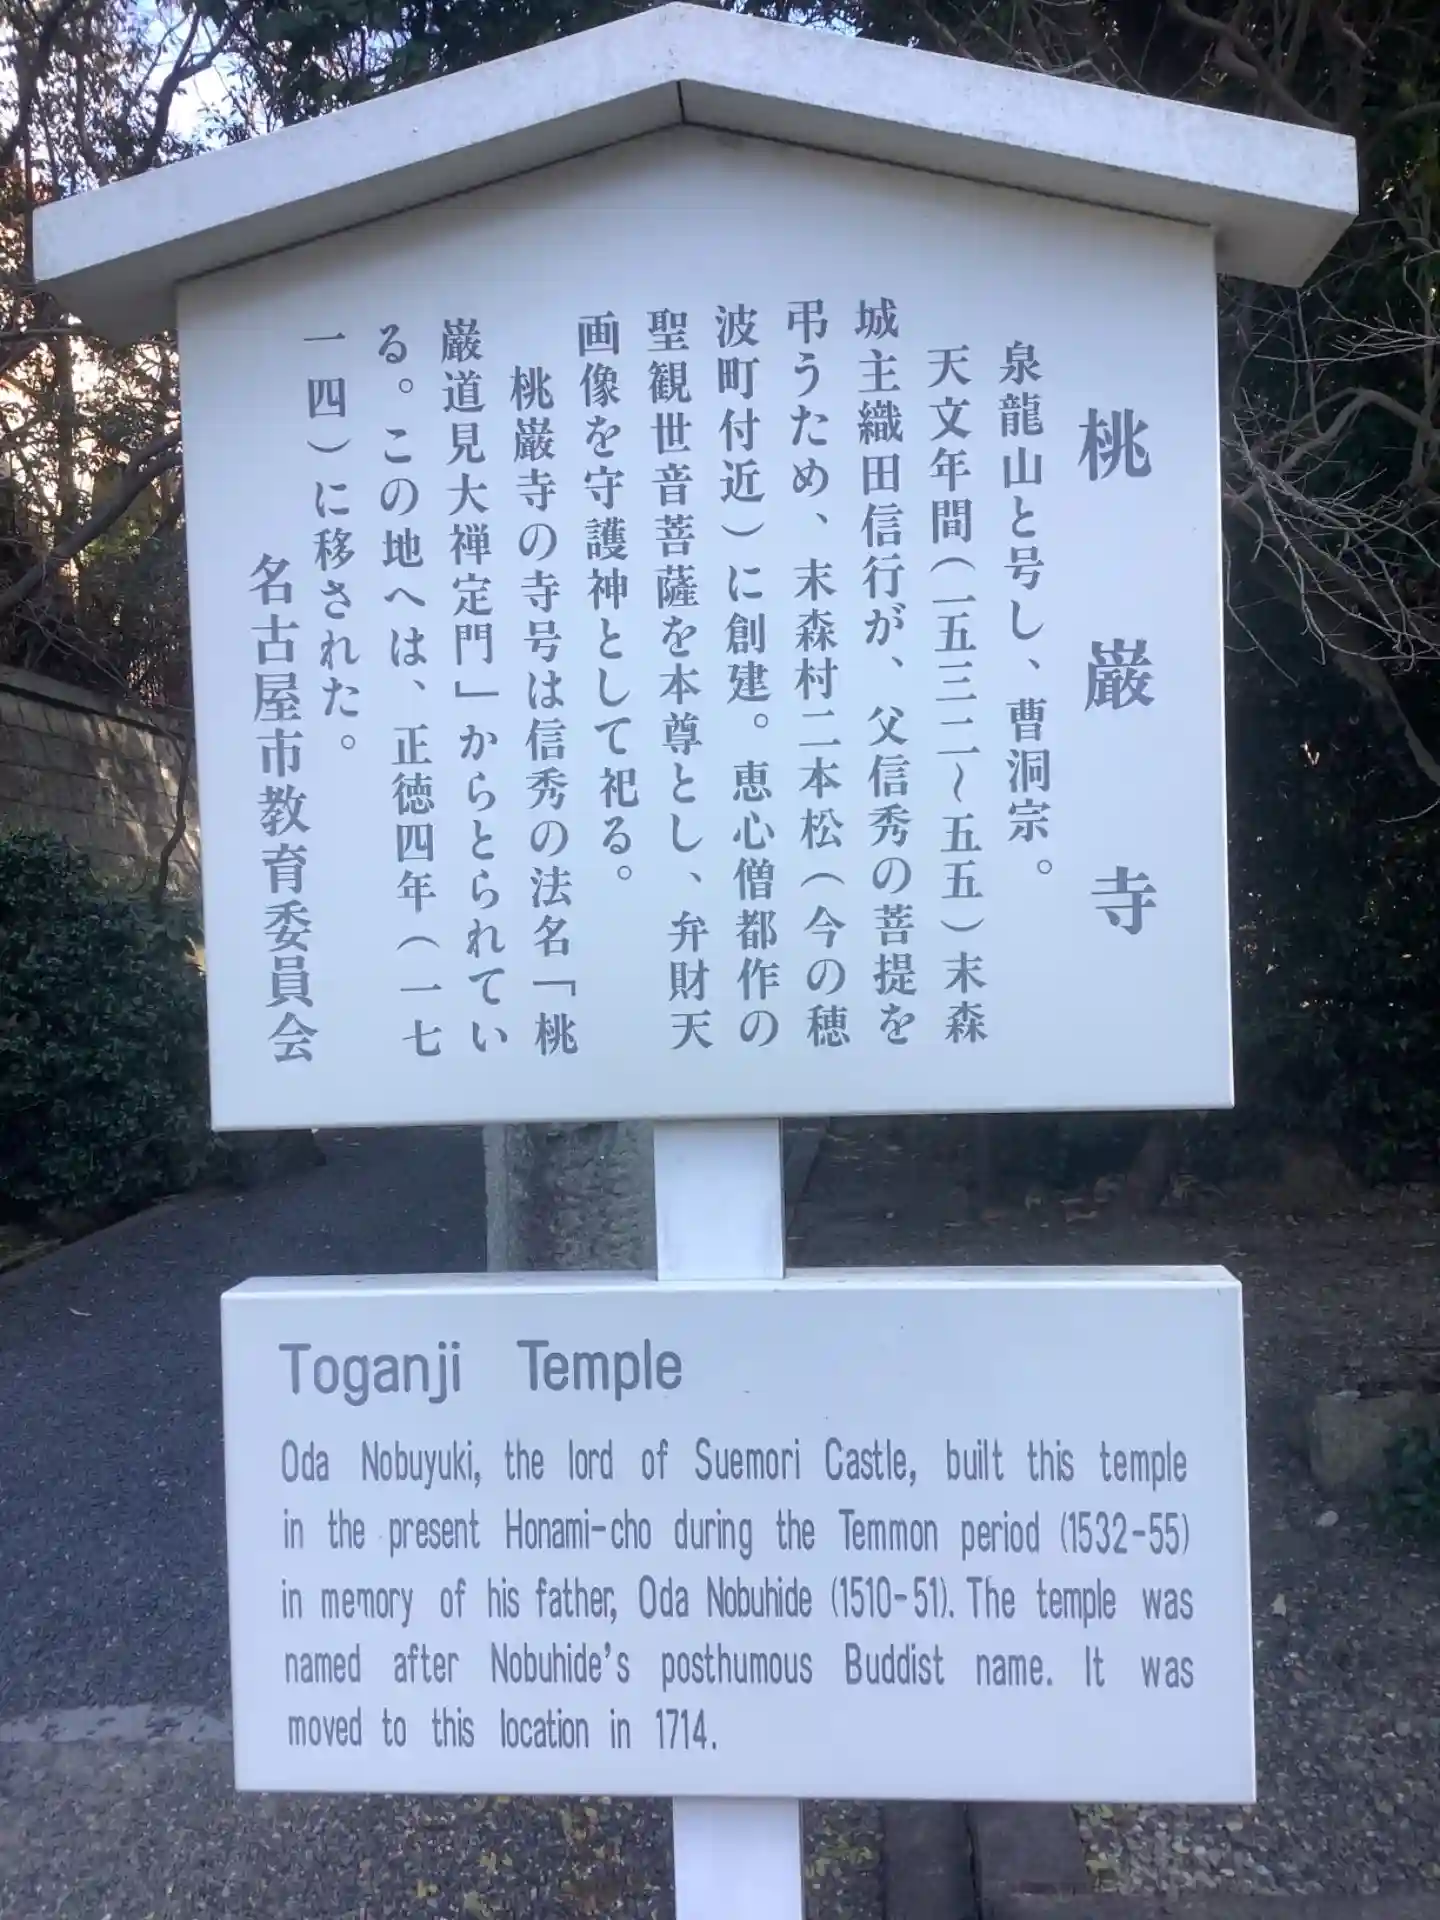 桃巌寺
泉龍山と号し、曹洞宗。
天文年間(一五三二〜五五)末森
城主織田信行が、父信秀の菩提を
弔うため、末森村二本松(今の穂
波町付近)に創建。恵心僧都作の
聖観世音菩薩を本尊とし、弁財天
画像を守護神として祀る。
桃巌寺の寺号は信秀の法名「桃
巌道見大禅定門」からとられてい
る。この地へは、正徳四年(一七
一四)に移された。
名古屋市教育委員会
Toganji Temple
Oda Nobuyuki, the lord of Suemori Castle, built this temple
in the present Honami-cho during the Temmon period (1532-55)
in memory of his father, Oda Nobuhide (1510-51). The temple was
named after Nobuhide's posthumous Buddist name. It was
moved to this location in 1714.